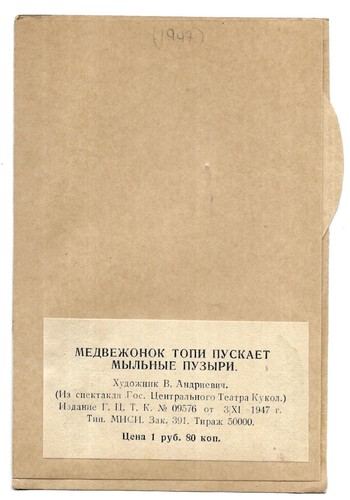 (1947)
МЕДВЕЖОНОК ТОПИ ПУСКАЕТ
МЫЛЬНЫЕ ПУЗЫРИ.
Художник В. Андриевич.
(Из спектакля Гос. Центрального Театра Кукол.)
Издание Г. Ц. Т. К. № 09576 от 3/XI - 1947 г.
Тип. МИСИ. Зак. 391. Тираж 50000.
Цена 1 руб. 80 коп.